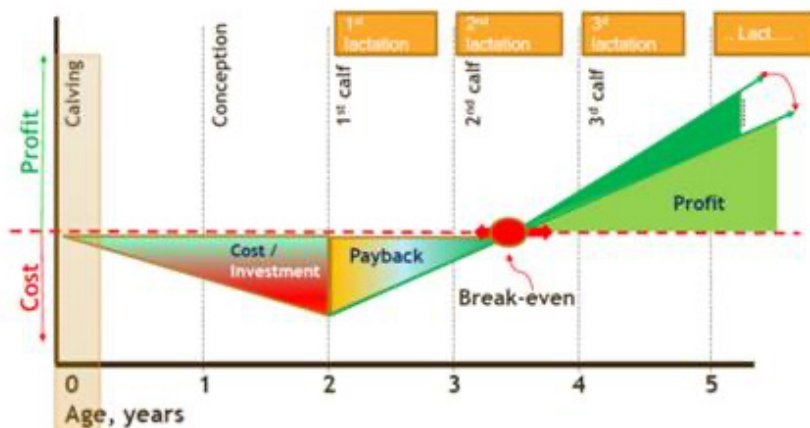 1st
lactation
2nd
lactation
3rd
lactation
.. Lact.....
Profit
Cost
Calving
Conception
1st calf
2nd calf
3d calf
Cost /
Investment
Payback
Break-even
Profit
0 1 2 3 4 5
Age, years